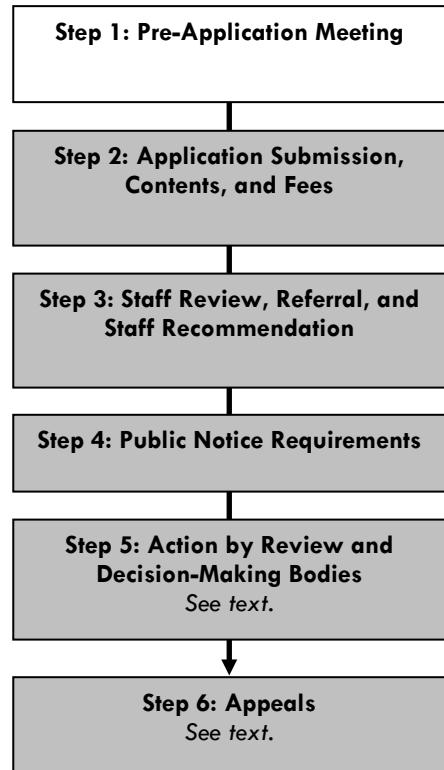 Step 1: Pre-Application Meeting
Step 2: Application Submission,
Contents, and Fees
Step 3: Staff Review, Referral, and
Staff Recommendation
Step 4: Public Notice Requirements
Step 5: Action by Review and
Decision-Making Bodies
See text.
Step 6: Appeals
See text.